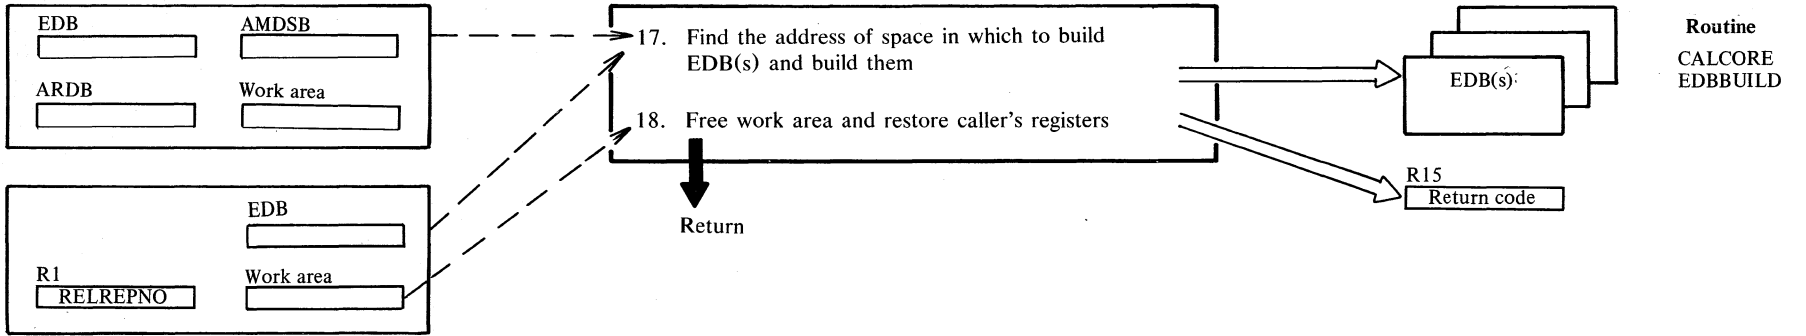 EDB
AMDSB
ARDB
Work area
EDB
R1
RELREPNO
Work area
17. Find the address of space in which to build
EDB(s) and build them
18. Free work area and restore caller's registers
Return
EDB(s)
R15
Return code
Routine
CALCORE
EDBBUILD